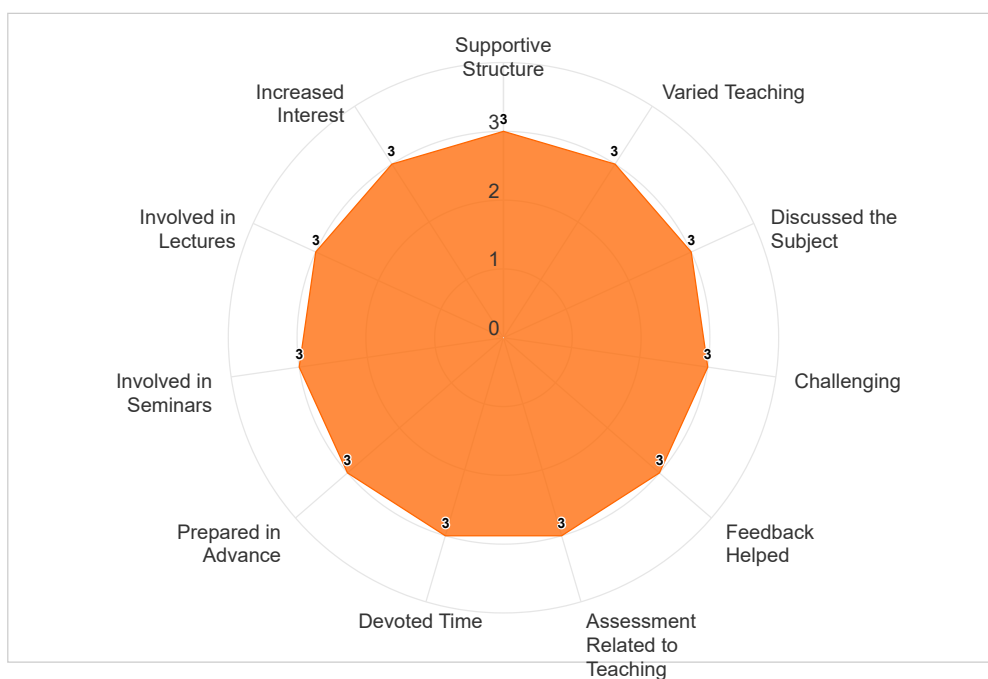 Supportive
Structure
Varied Teaching
Discussed the
Subject
Challenging
Feedback
Helped
Assessment
Related to
Teaching
Devoted Time
Prepared in
Advance
Involved in
Seminars
Involved in
Lectures
Increased
Interest
3
2
1
0
3
3
3
3
3
3
3
3
3
3
3